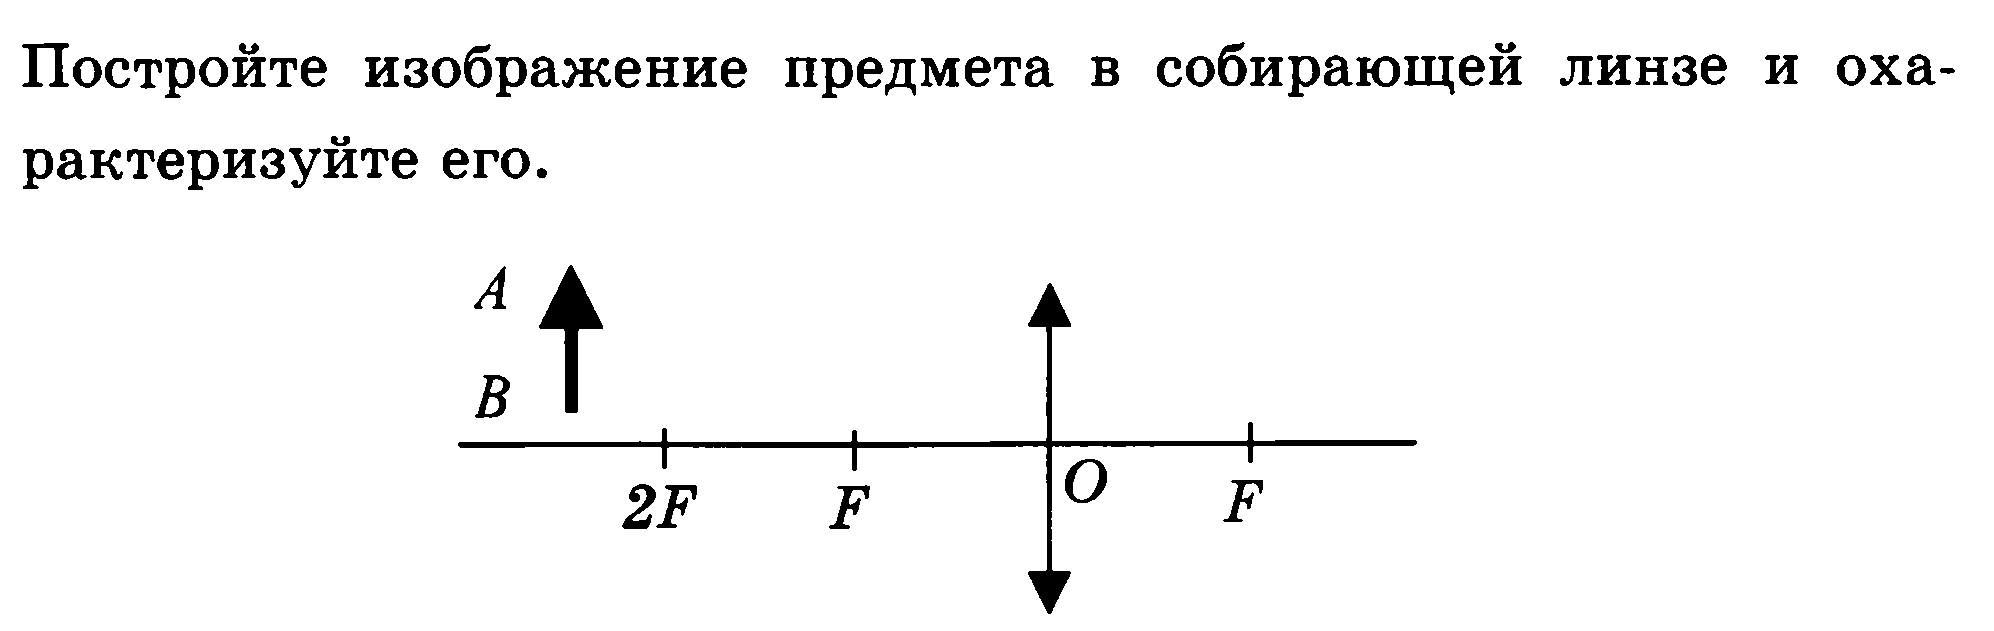 Постройте изображение предмета в собирающей линзе и оха-
рактеризуйте его.
A
B
2F
F
O
F